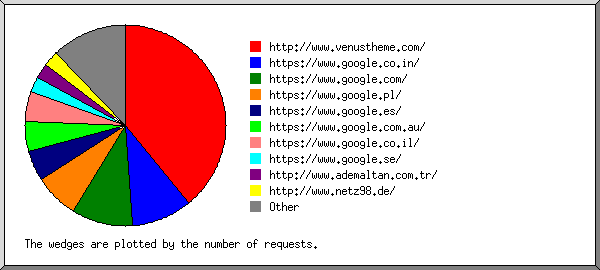 http://www.venustheme.com/
https://www.google.co.in/
https://www.google.com/
https://www.google.pl/
https://www.google.es/
https://www.google.com.au/
https://www.google.co.il/
https://www.google.se/
http://www.ademaltan.com.tr/
http://www.netz98.de/
Other
The wedges are plotted by the number of requests.